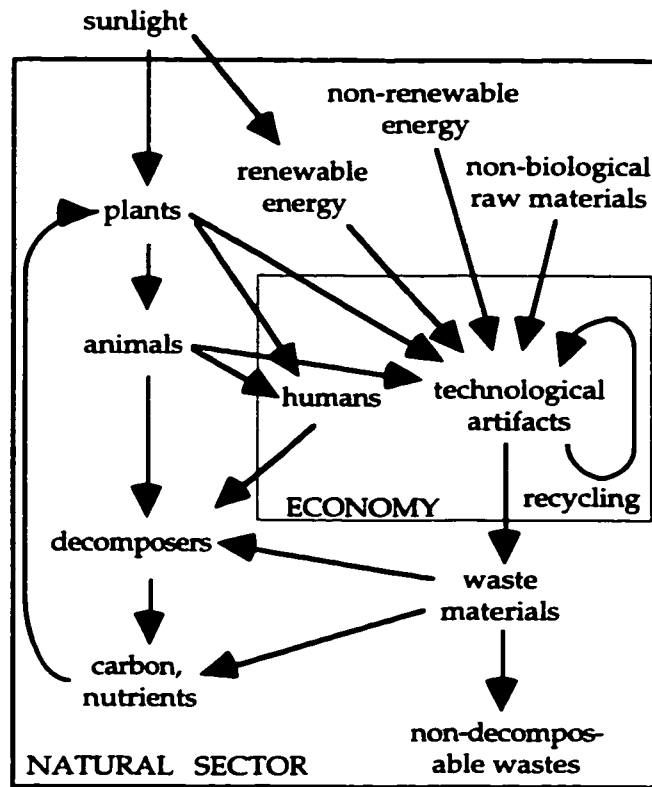 sunlight
non-renewable
energy
renewable
energy
non-biological
raw materials
plants
animals
humans
technological
artifacts
recycling
ECONOMY
decomposers
waste
materials
carbon,
nutrients
non-decompos-
able wastes
NATURAL SECTOR